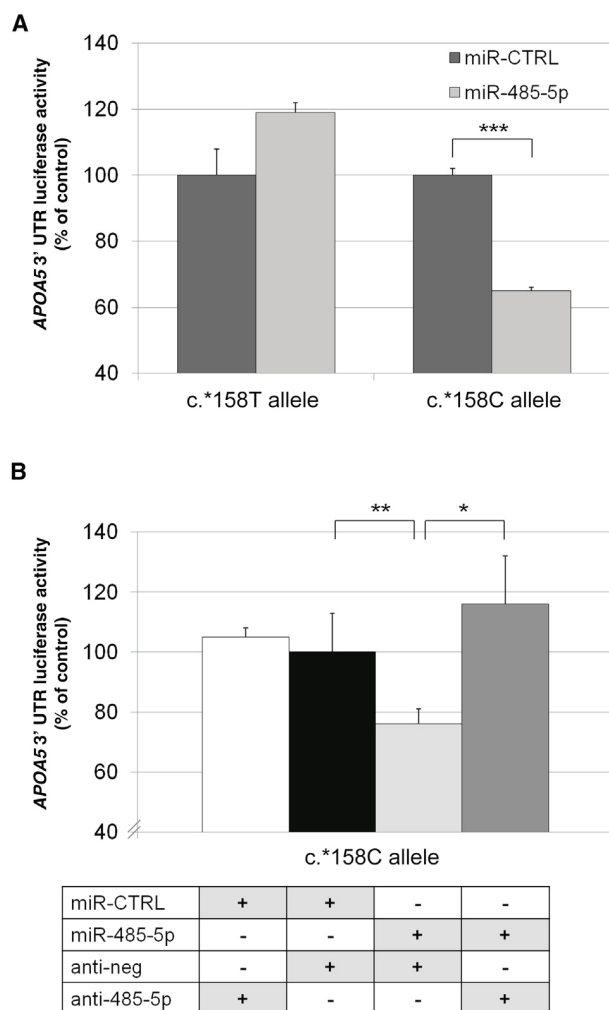 A
140
120
100
80
60
40
APOA5 3' UTR luciferase activity
(% of control)
miR-CTRL
miR-485-5p
***
c.*158T allele
c.*158C allele
B
** *
140
120
100
80
60
40
APOA5 3' UTR luciferase activity
(% of control)
c.*158C allele
miR-CTRL + + - -
miR-485-5p - - + +
anti-neg - + + -
anti-485-5p + - - +